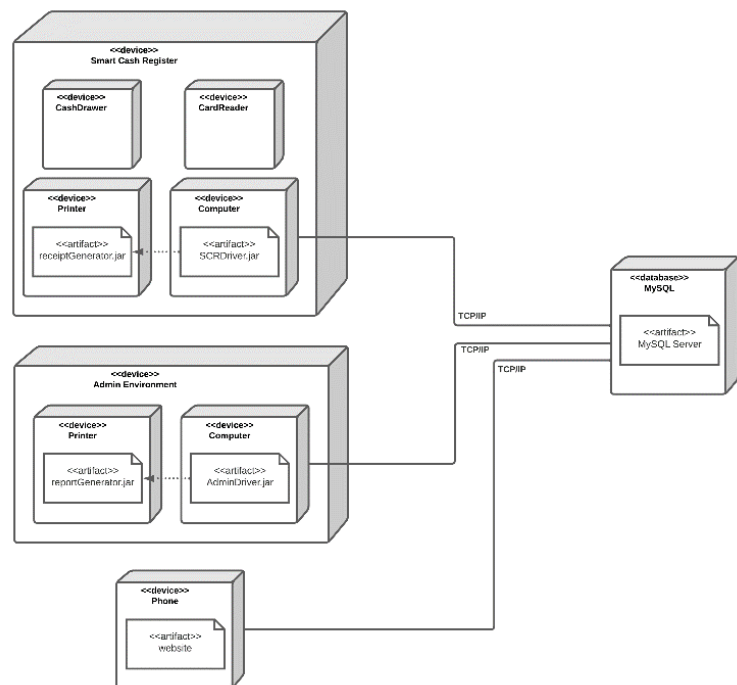 <<device>>
Smart Cash Register
<<device>>
CashDrawer
<<device>>
CardReader
<<device>>
Printer
<<artifact>>
receiptGenerator.jar
<<device>>
Computer
<<artifact>>
SCRDriver.jar
TCP/IP
TCP/IP
TCP/IP
<<database>>
MySQL
<<artifact>>
MySQL Server
<<device>>
Admin Environment
<<device>>
Printer
<<artifact>>
reportGenerator.jar
<<device>>
Computer
<<artifact>>
AdminDriver.jar
<<device>>
Phone
<<artifact>>
website